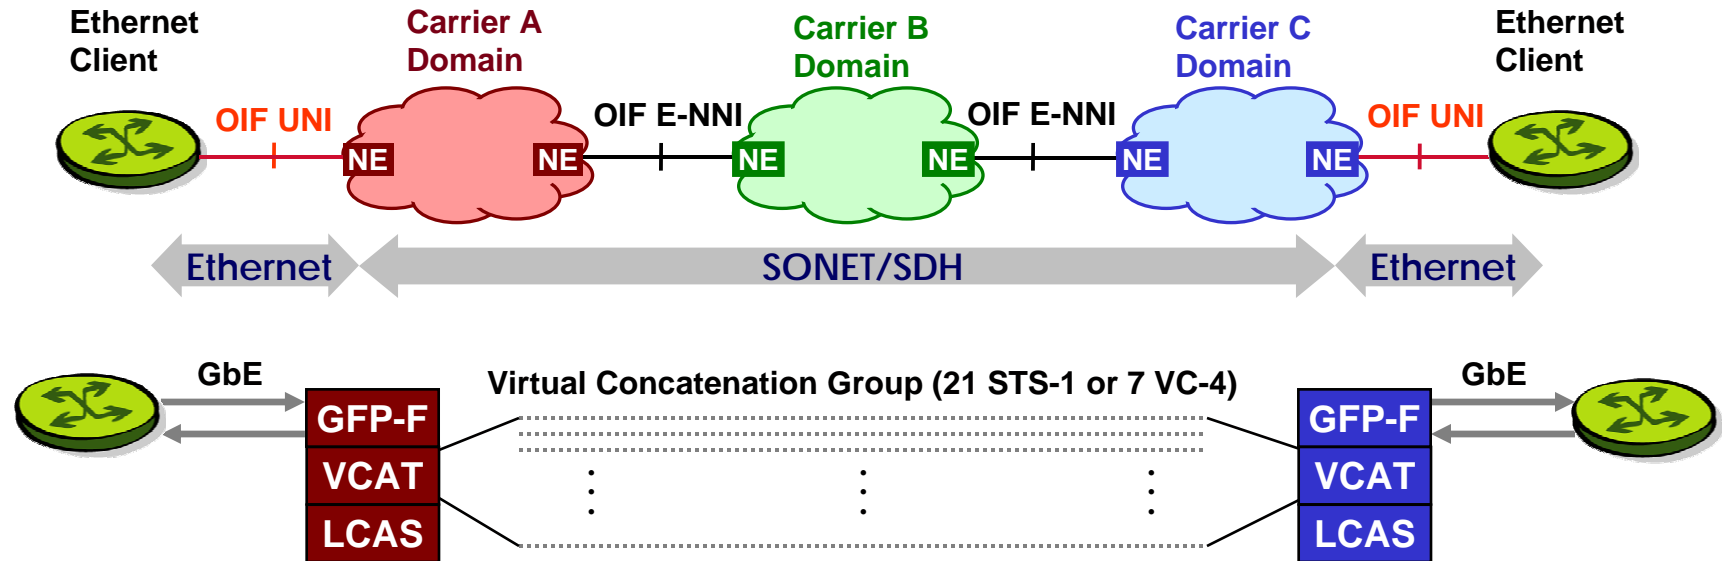 Ethernet
Client
Carrier A
Domain
Carrier B
Domain
Carrier C
Domain
Ethernet
Client
OIF UNI
OIF E-NNI
OIF E-NNI
OIF UNI
NE
NE
NE
NE
NE
NE
Ethernet
SONET/SDH
Ethernet
GbE
Virtual Concatenation Group (21 STS-1 or 7 VC-4)
GbE
GFP-F
VCAT
LCAS
GFP-F
VCAT
LCAS